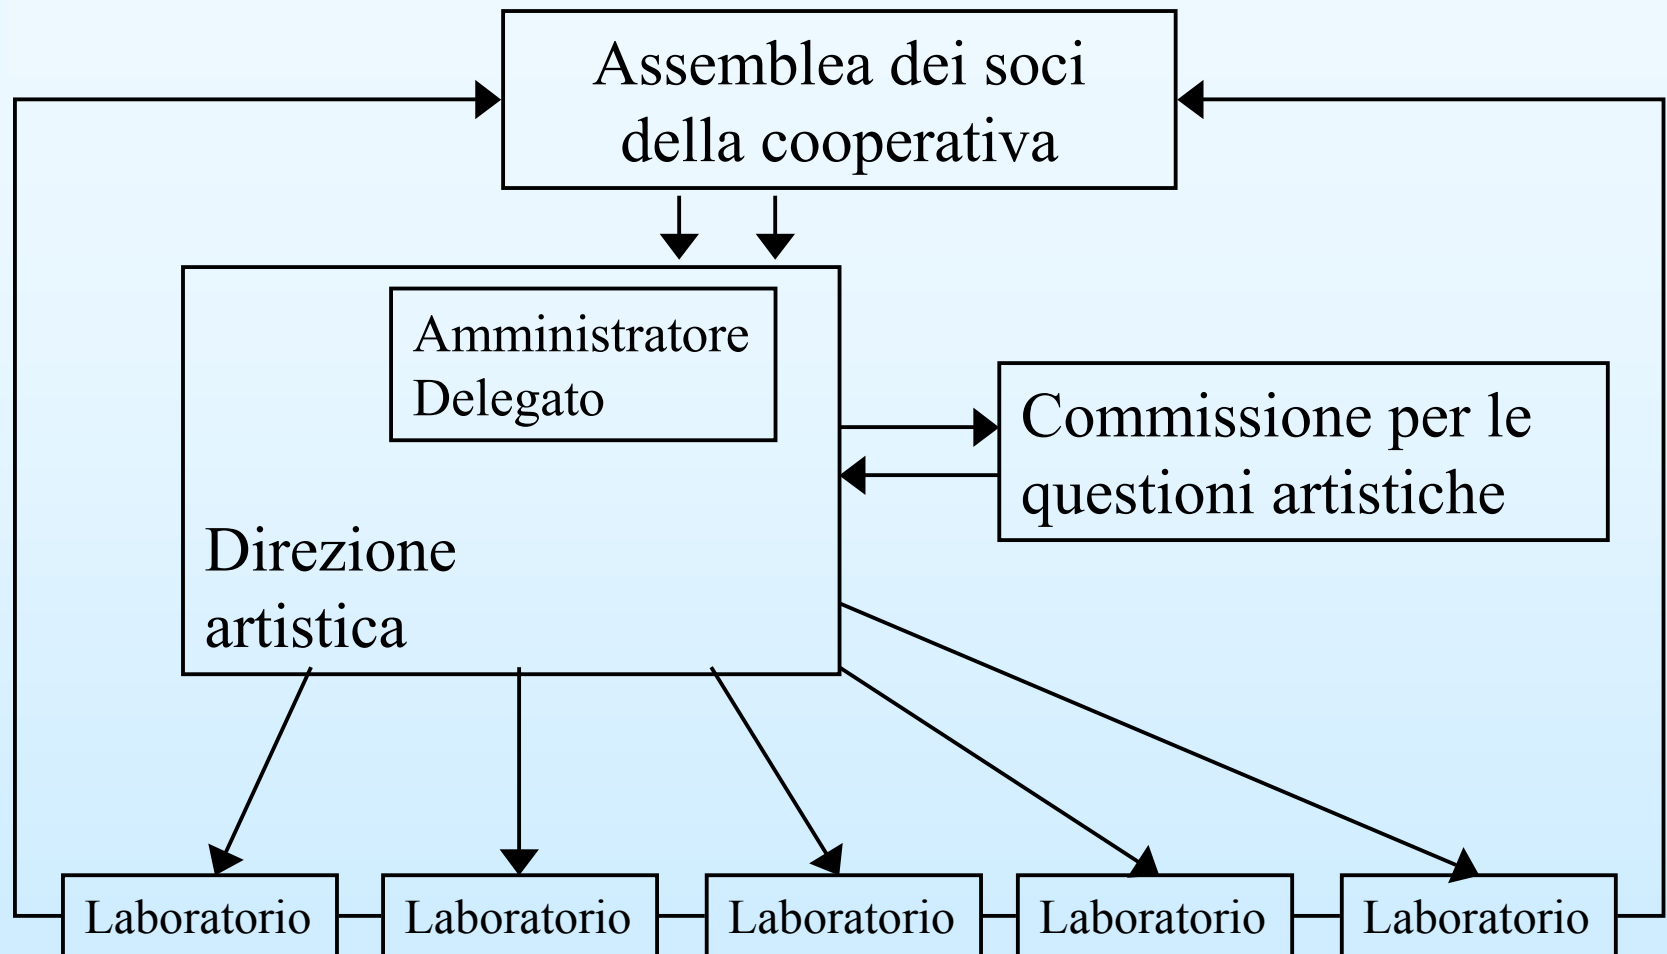 Assemblea dei soci
della cooperativa
Amministratore
Delegato
Commissione per le
questioni artistiche
Direzione
artistica
Laboratorio
Laboratorio
Laboratorio
Laboratorio
Laboratorio